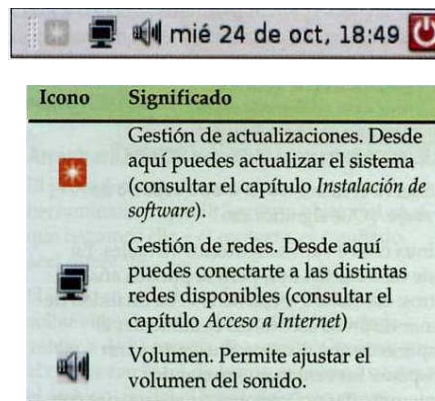 mié 24 de oct, 18:49
Icono Significado
Gestión de actualizaciones. Desde
aquí puedes actualizar el sistema
(consultar el capítulo Instalación de
software).
Gestión de redes. Desde aquí
puedes conectarte a las distintas
redes disponibles (consultar el
capítulo Acceso a Internet)
Volumen. Permite ajustar el
volumen del sonido.